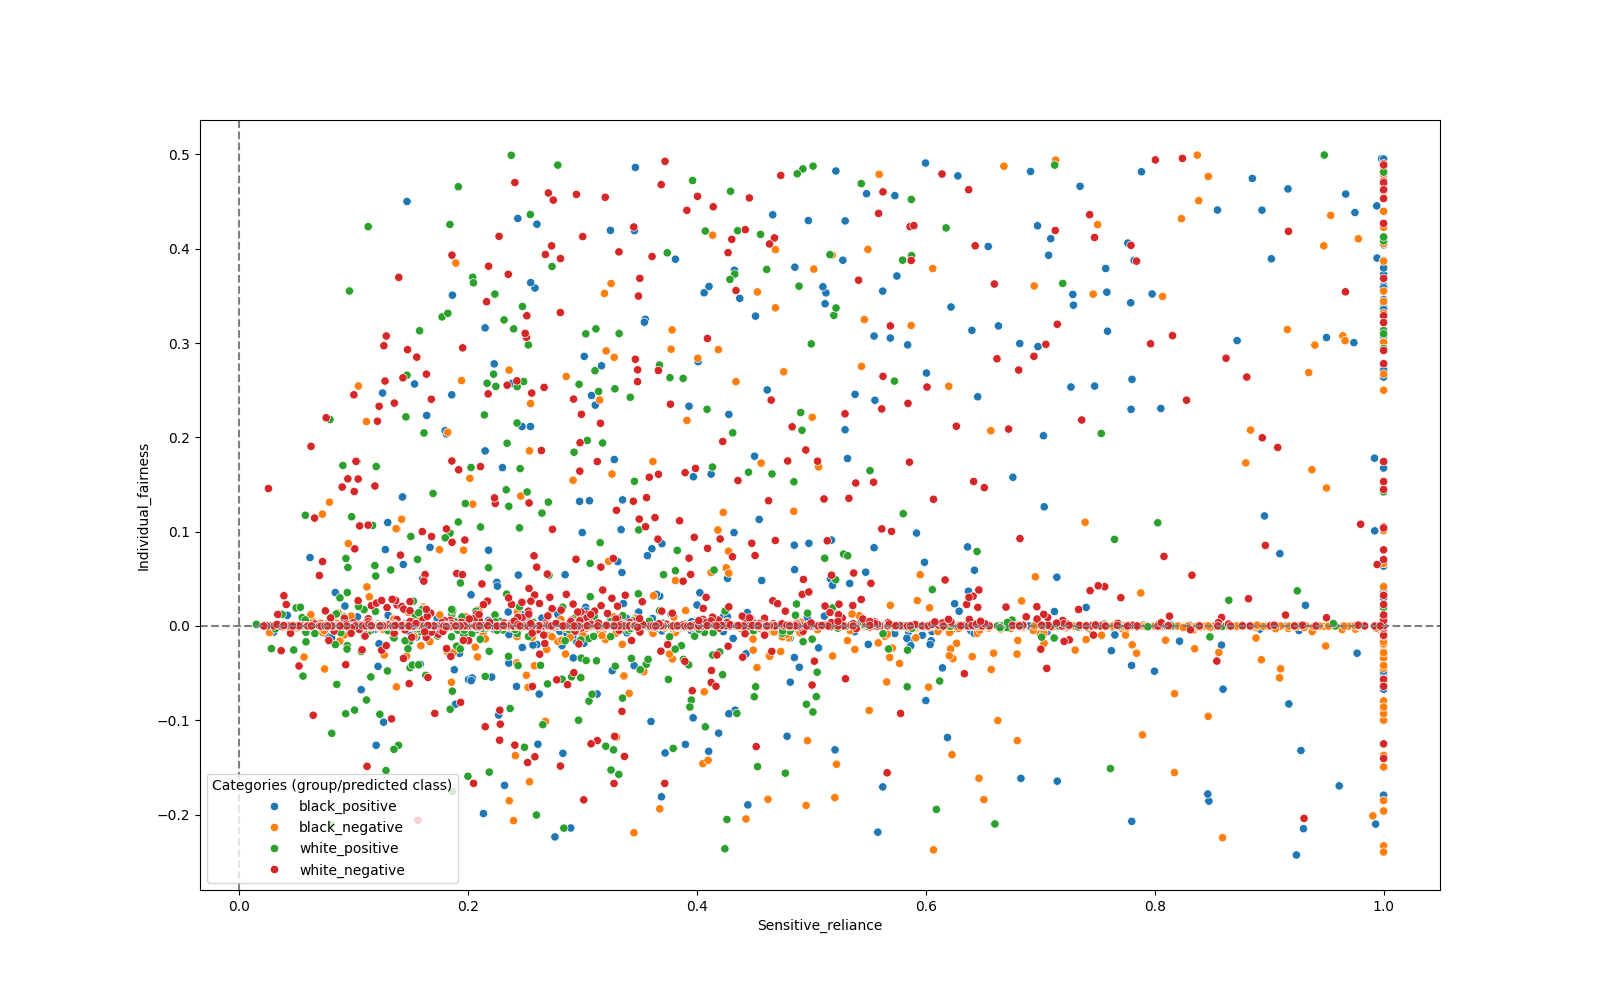 0.5
0.4
0.3
0.2
0.1
0.0
−0.1
−0.2
Individual_fairness
Categories (group/predicted class)
black_positive
black_negative
white_positive
white_negative
0.0 0.2 0.4 0.6 0.8 1.0
Sensitive_reliance